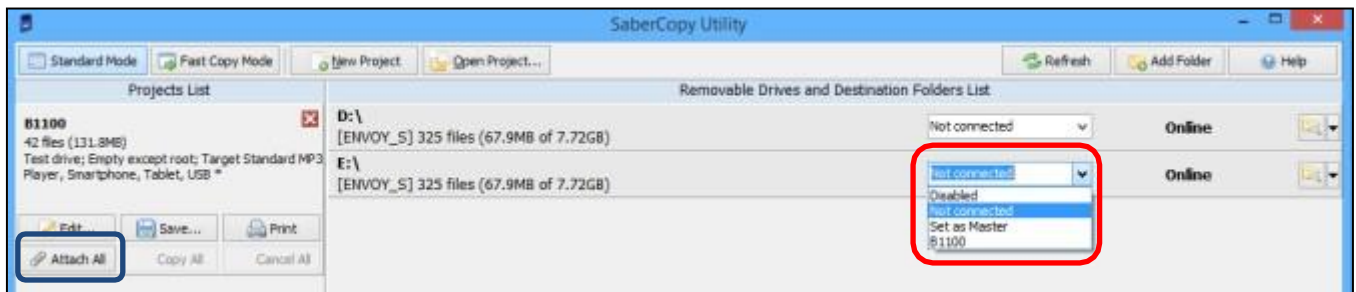 SaberCopy Utility
Standard Mode Fast Copy Mode New Project Open Project... Refresh Add Folder Help
Projects List Removable Drives and Destination Folders List
B1100
42 files (131.8MB)
Test drive; Empty except root; Target Standard MP3
Player, Smartphone, Tablet, USB *
Edit... Save... Print
Attach All Copy All Cancel All
D:\
[ENVOY_S] 325 files (67.9MB of 7.72GB)
Not connected Online
E:\
[ENVOY_S] 325 files (67.9MB of 7.72GB)
Not connected Online
Disabled
Not connected
Set as Master
B1100